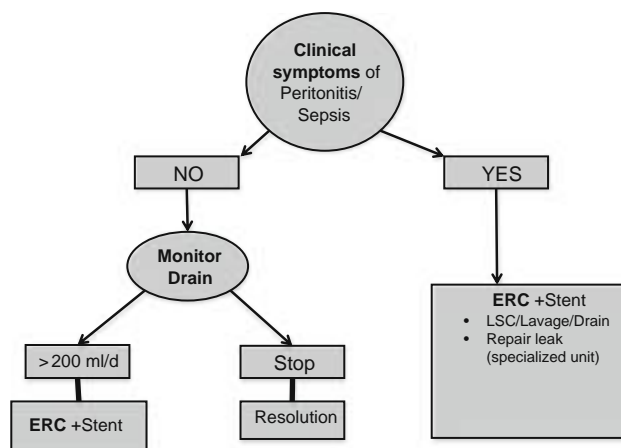 Clinical
symptoms of
Peritonitis/
Sepsis
NO
YES
Monitor
Drain
>200 ml/d
Stop
ERC +Stent
Resolution
ERC +Stent
• LSC/Lavage/Drain
• Repair leak
(specialized unit)